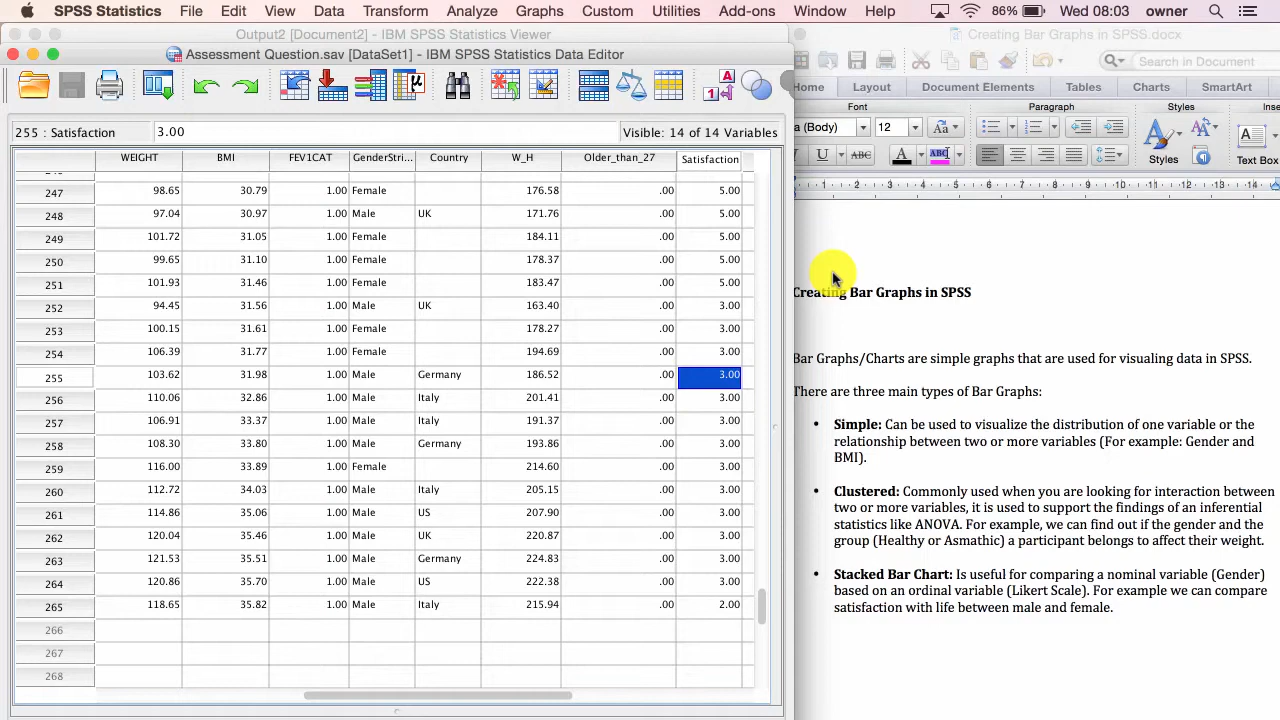 SPSS Statistics File Edit View Data Transform Analyze Graphs Custom Utilities Add-ons Window Help 86% Wed 08:03 owner
Output2 [Document2] - IBM SPSS Statistics Viewer
Assessment Question.sav [DataSet1] - IBM SPSS Statistics Data Editor
255 : Satisfaction 3.00 Visible: 14 of 14 Variables
WEIGHT BMI FEV1CAT GenderStri... Country W_H Older_than_27 Satisfaction
247 98.65 30.79 1.00 Female 176.58 .00 5.00
248 97.04 30.97 1.00 Male UK 171.76 .00 5.00
249 101.72 31.05 1.00 Female 184.11 .00 5.00
250 99.65 31.10 1.00 Female 178.37 .00 5.00
251 101.93 31.46 1.00 Female 183.47 .00 5.00
252 94.45 31.56 1.00 Male UK 163.40 .00 3.00
253 100.15 31.61 1.00 Female 178.27 .00 3.00
254 106.39 31.77 1.00 Female 194.69 .00 3.00
255 103.62 31.98 1.00 Male Germany 186.52 .00 3.00
256 110.06 32.86 1.00 Male Italy 201.41 .00 3.00
257 106.91 33.37 1.00 Male Italy 191.37 .00 3.00
258 108.30 33.80 1.00 Male Germany 193.86 .00 3.00
259 116.00 33.89 1.00 Female 214.60 .00 3.00
260 112.72 34.03 1.00 Male Italy 205.15 .00 3.00
261 114.86 35.06 1.00 Male US 207.90 .00 3.00
262 120.04 35.46 1.00 Male UK 220.87 .00 3.00
263 121.53 35.51 1.00 Male Germany 224.83 .00 3.00
264 120.86 35.70 1.00 Male US 222.38 .00 3.00
265 118.65 35.82 1.00 Male Italy 215.94 .00 2.00
266
267
268
Creating Bar Graphs in SPSS.docx
Search in Document
Home Layout Document Elements Tables Charts SmartArt
Font Paragraph Styles
a (Body) 12 Aa
U ABC A ABC Styles A Text Box
1 2 3 4 5 6 7 8 9 10 11 12 13 14
Creating Bar Graphs in SPSS
Bar Graphs/Charts are simple graphs that are used for visualing data in SPSS.
There are three main types of Bar Graphs:
• Simple: Can be used to visualize the distribution of one variable or the
relationship between two or more variables (For example: Gender and
BMI).
• Clustered: Commonly used when you are looking for interaction between
two or more variables, it is used to support the findings of an inferential
statistics like ANOVA. For example, we can find out if the gender and the
group (Healthy or Asmathic) a participant belongs to affect their weight.
• Stacked Bar Chart: Is useful for comparing a nominal variable (Gender)
based on an ordinal variable (Likert Scale). For example we can compare
satisfaction with life between male and female.